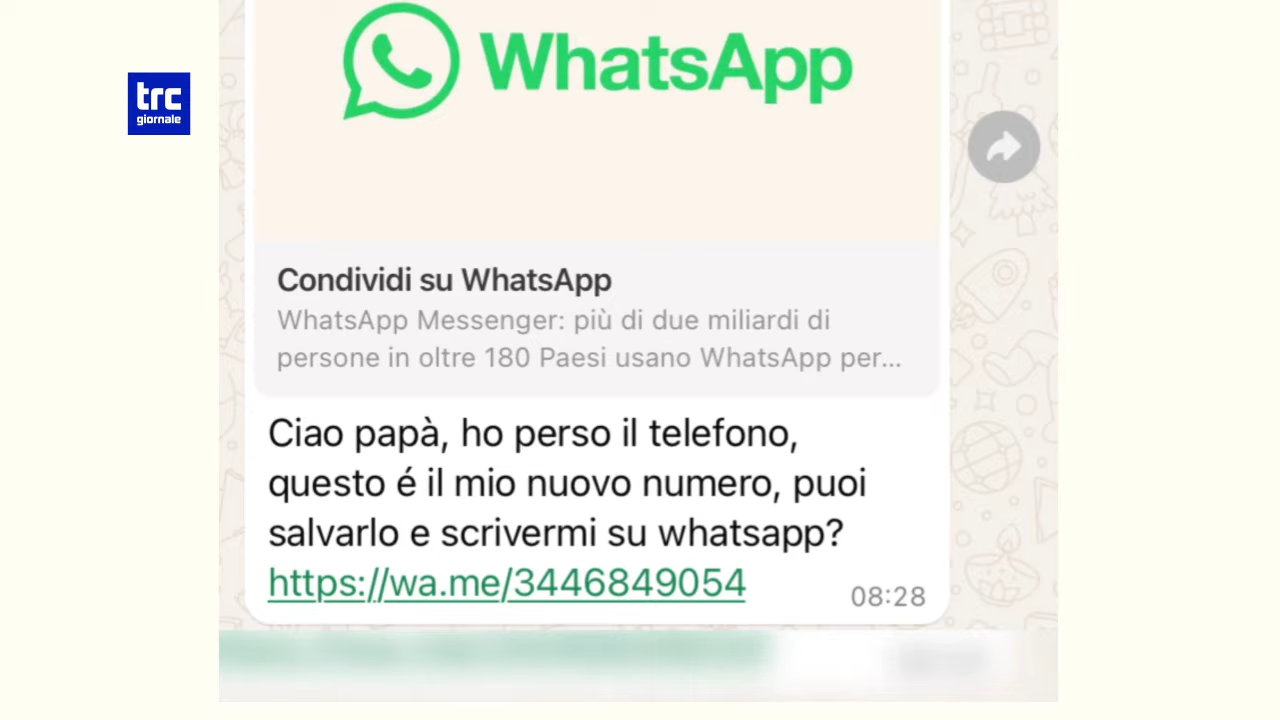 trc
giornale
WhatsApp
Condividi su WhatsApp
WhatsApp Messenger: più di due miliardi di
persone in oltre 180 Paesi usano WhatsApp per...
Ciao papà, ho perso il telefono,
questo é il mio nuovo numero, puoi
salvarlo e scrivermi su whatsapp?
https://wa.me/3446849054
08:28